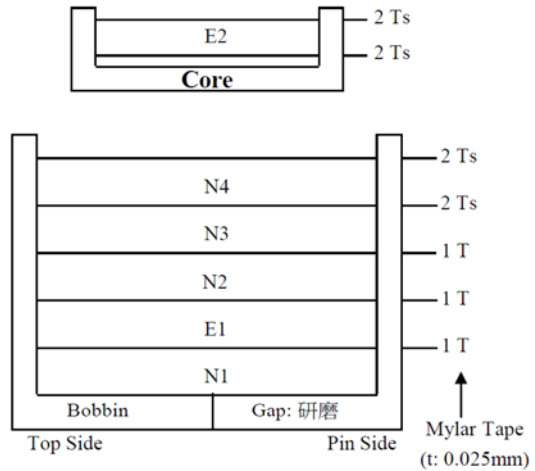 2 Ts
E2
2 Ts
Core
2 Ts
N4
2 Ts
N3
1 T
N2
1 T
E1
1 T
N1
Bobbin
Gap: 研磨
Mylar Tape
Top Side
Pin Side
(t: 0.025mm)